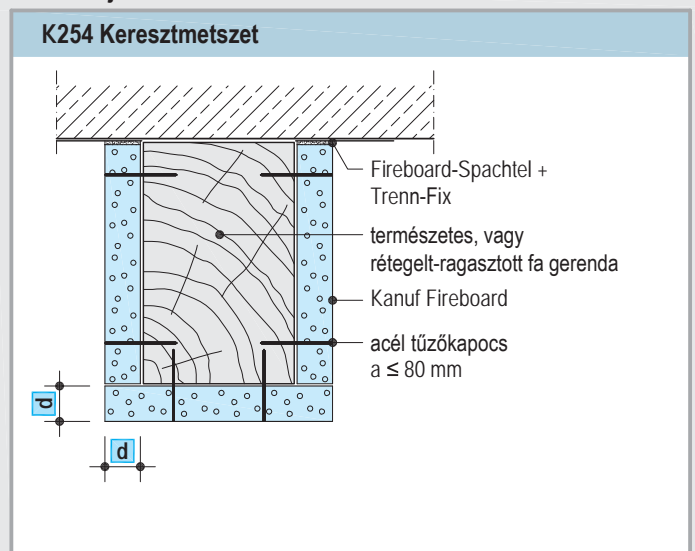 K254 Keresztmetszet
Fireboard-Spachtel +
Trenn-Fix
természetes, vagy
rétegelt-ragasztott fa gerenda
Kanuf Fireboard
acél tűzőkapocs
a ≤ 80 mm
d
d